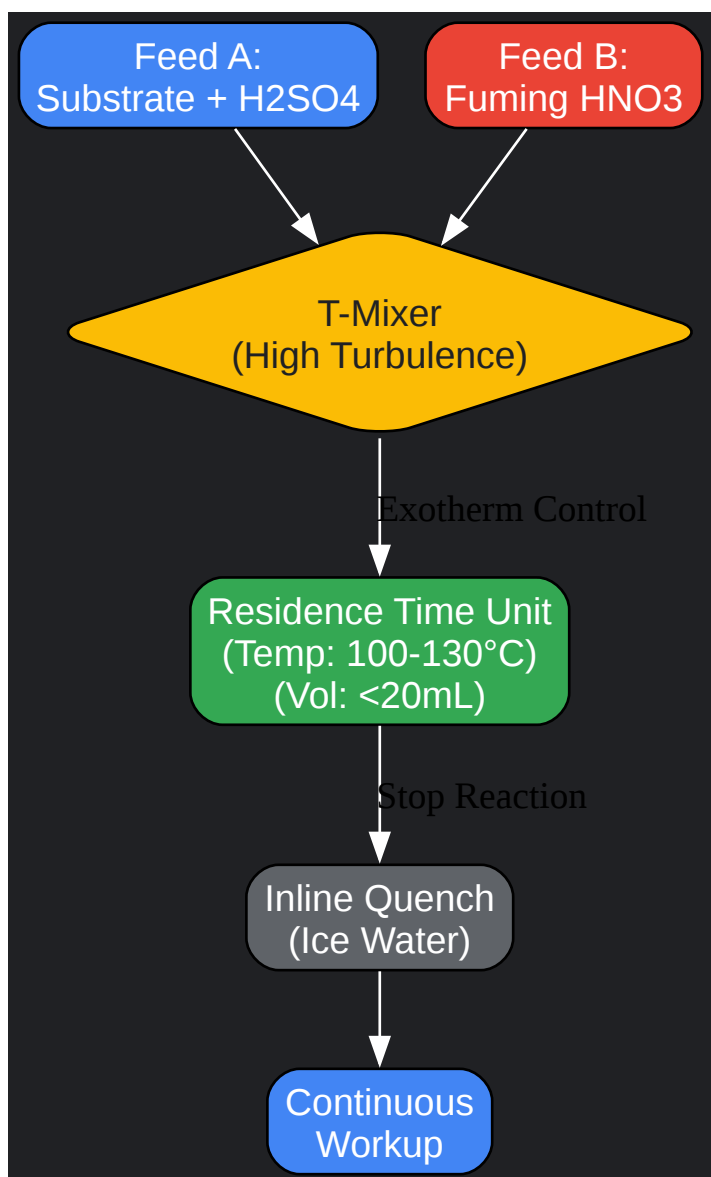 Feed A:
Substrate + H2SO4
Feed B:
Fuming HNO3
T-Mixer
(High Turbulence)
Exotherm Control
Residence Time Unit
(Temp: 100-130°C)
(Vol: <20mL)
Stop Reaction
Inline Quench
(Ice Water)
Continuous
Workup